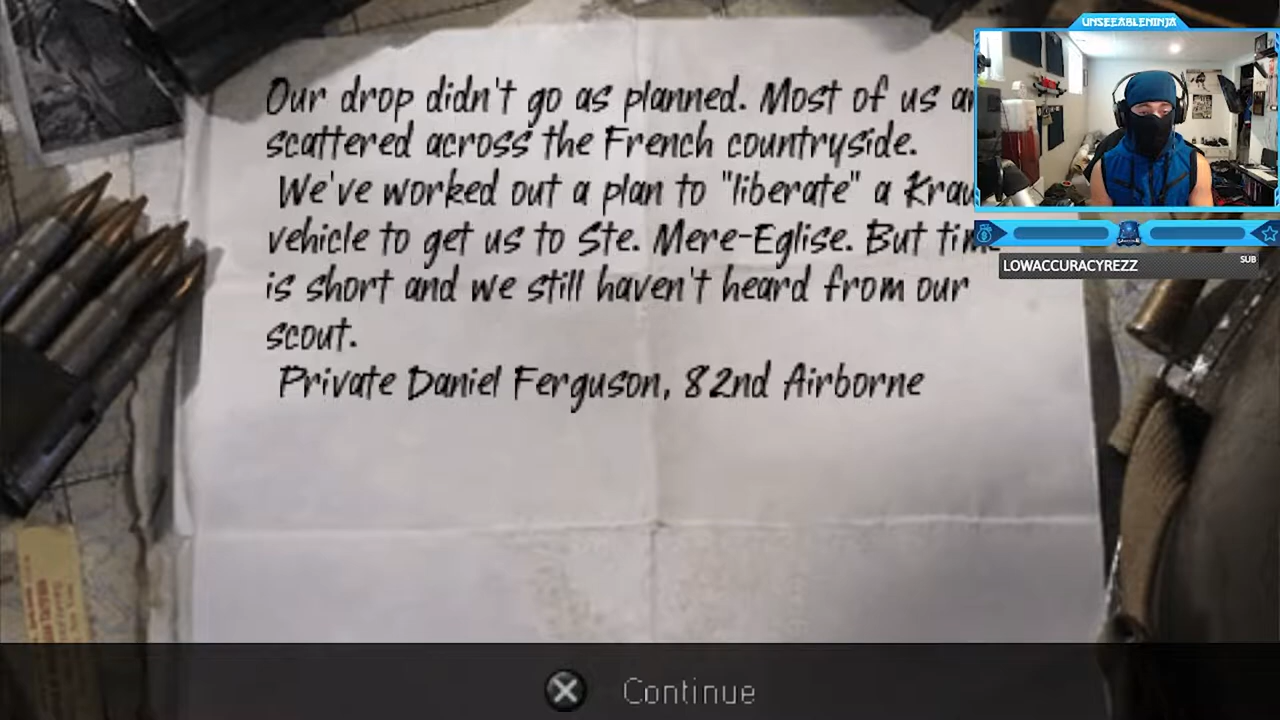 UNSEEABLENINJA
Our drop didn't go as planned. Most of us
scattered across the French countryside.
We've worked out a plan to "liberate" a
vehicle to get us to Ste. Mere-Eglise. But
is short and we still haven't heard from our
scout.
Private Daniel Ferguson, 82nd Airborne
LOWACCURACYREZZ SUB
Continue